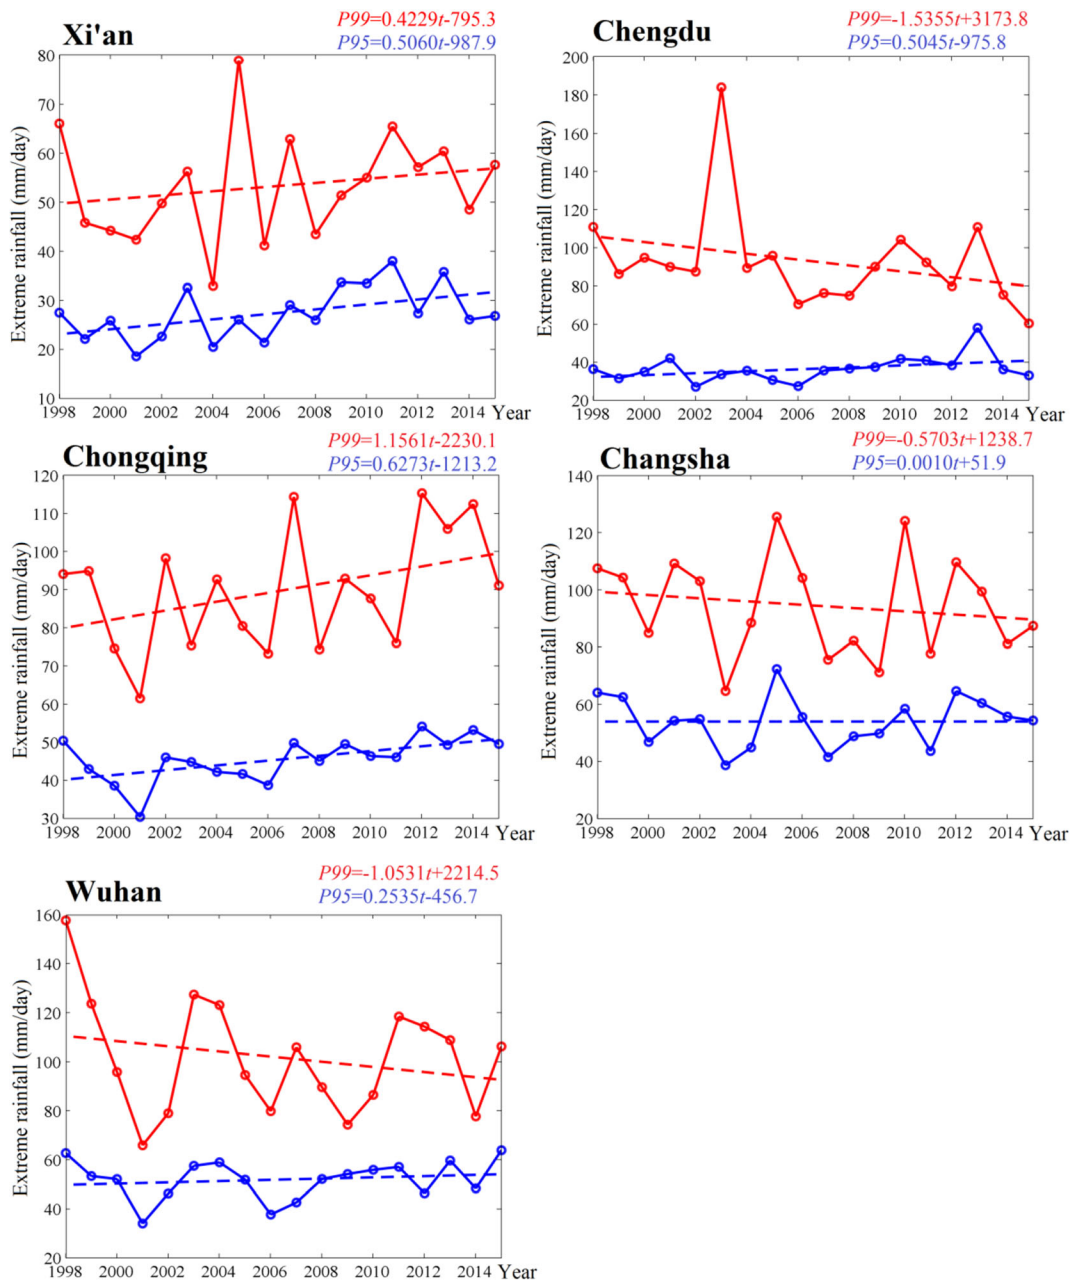 Xi'an
P99=0.4229t-795.3
P95=0.5060t-987.9
Extreme rainfall (mm/day)
80
70
60
50
40
30
20
10
1998 2000 2002 2004 2006 2008 2010 2012 2014 Year
Chengdu
P99=-1.5355t+3173.8
P95=0.5045t-975.8
Extreme rainfall (mm/day)
200
180
160
140
120
100
80
60
40
20
1998 2000 2002 2004 2006 2008 2010 2012 2014 Year
Chongqing
P99=1.1561t-2230.1
P95=0.6273t-1213.2
Extreme rainfall (mm/day)
120
110
100
90
80
70
60
50
40
30
1998 2000 2002 2004 2006 2008 2010 2012 2014 Year
Changsha
P99=-0.5703t+1238.7
P95=0.0010t+51.9
Extreme rainfall (mm/day)
140
120
100
80
60
40
20
1998 2000 2002 2004 2006 2008 2010 2012 2014 Year
Wuhan
P99=-1.0531t+2214.5
P95=0.2535t-456.7
Extreme rainfall (mm/day)
160
140
120
100
80
60
40
20
1998 2000 2002 2004 2006 2008 2010 2012 2014 Year